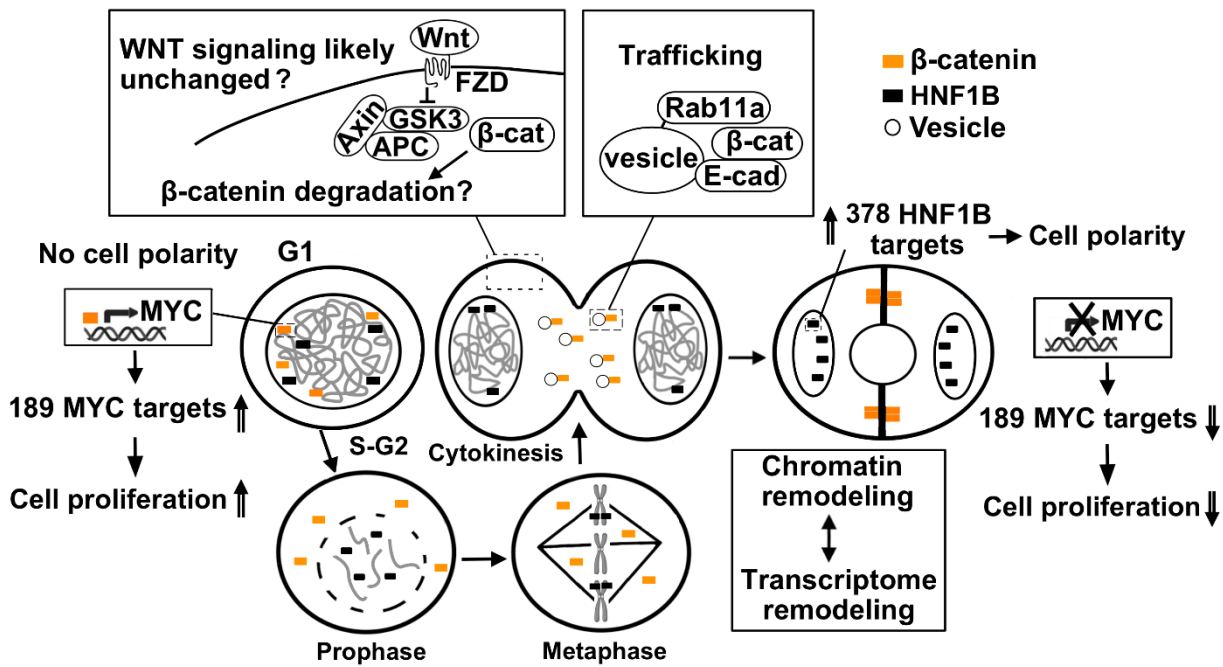 WNT signaling likely
unchanged ?
Wnt
FZD
Axin
GSK3
APC
β-cat
β-catenin degradation?
Trafficking
Rab11a
vesicle
β-cat
E-cad
β-catenin
HNF1B
Vesicle
No cell polarity
G1
MYC
189 MYC targets
Cell proliferation
S-G2
Prophase
Metaphase
Cytokinesis
378 HNF1B
targets
Cell polarity
MYC
189 MYC targets
Cell proliferation
Chromatin
remodeling
Transcriptome
remodeling